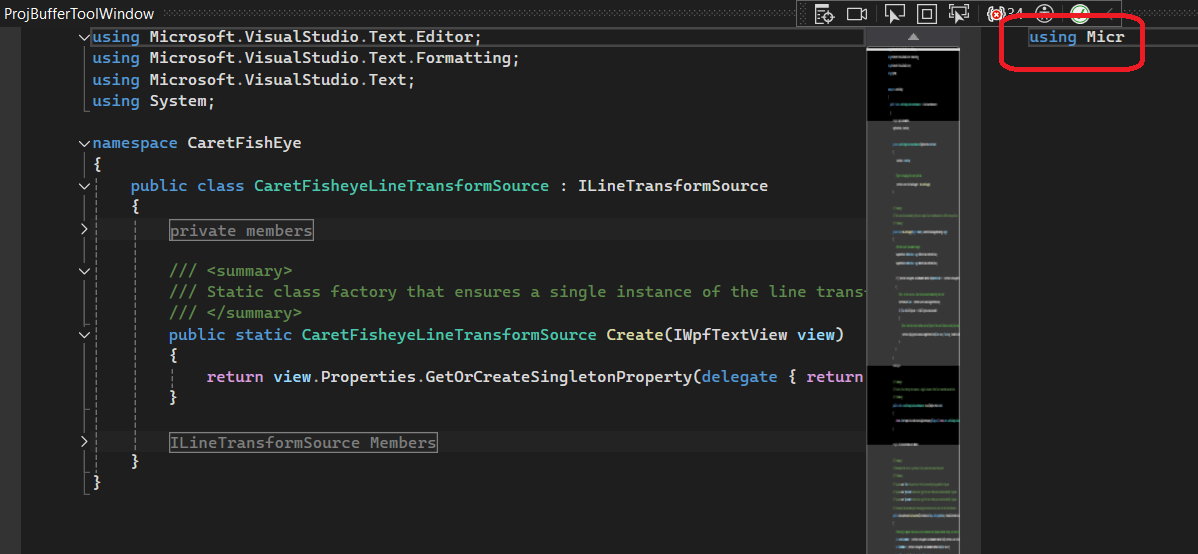 ProjBufferToolWindow
34
using Microsoft.VisualStudio.Text.Editor;
using Microsoft.VisualStudio.Text.Formatting;
using Microsoft.VisualStudio.Text;
using System;
namespace CaretFishEye
{
public class CaretFisheyeLineTransformSource : ILineTransformSource
{
private members
/// <summary>
/// Static class factory that ensures a single instance of the line trans
/// </summary>
public static CaretFisheyeLineTransformSource Create(IWpfTextView view)
{
return view.Properties.GetOrCreateSingletonProperty(delegate { return
}
ILineTransformSource Members
}
}
using Micr